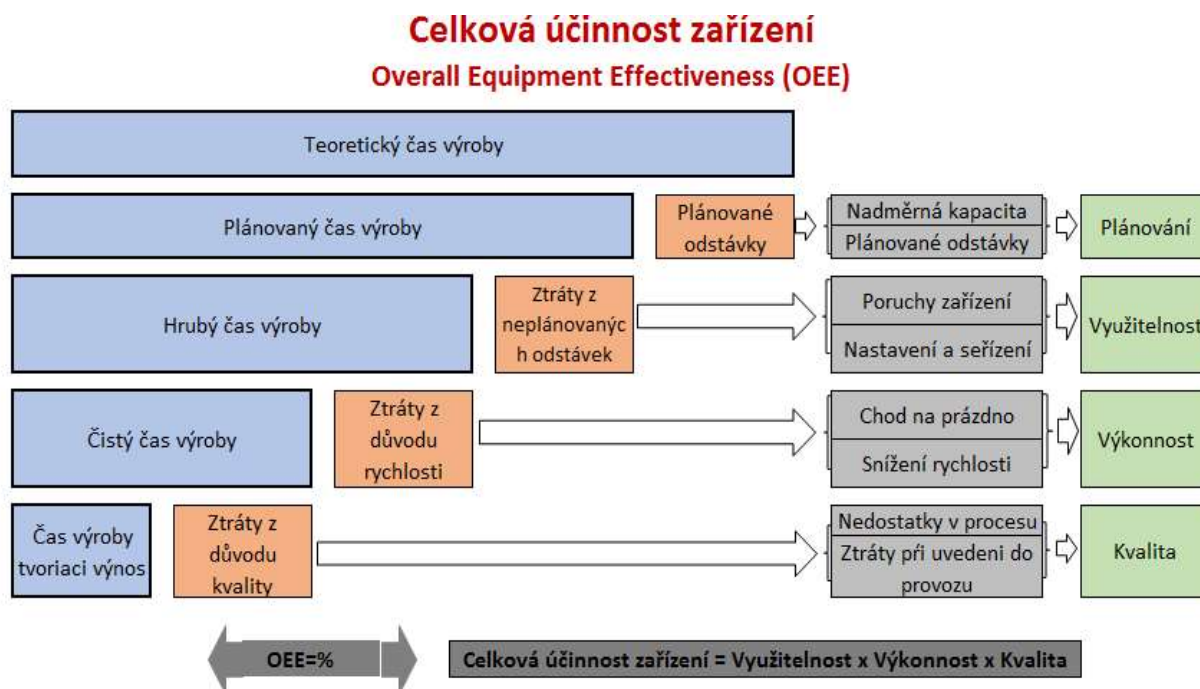 Celková účinnost zařízení
Overall Equipment Effectiveness (OEE)
Teoretický čas výroby
Plánovaný čas výroby
Plánované
odstávky
Nadměrná kapacita
Plánované odstávky
Plánování
Hrubý čas výroby
Ztráty z
neplánovanýc
h odstávek
Poruchy zařízení
Nastavení a seřízení
Využitelnost
Čistý čas výroby
Ztráty z
důvodu
rychlosti
Chod na prázdno
Snížení rychlosti
Výkonnost
Čas výroby
tvoriaci výnos
Ztráty z
důvodu
kvality
Nedostatky v procesu
Ztráty při uvedeni do
provozu
Kvalita
OEE=%
Celková účinnost zařízení = Využitelnost x Výkonnost x Kvalita